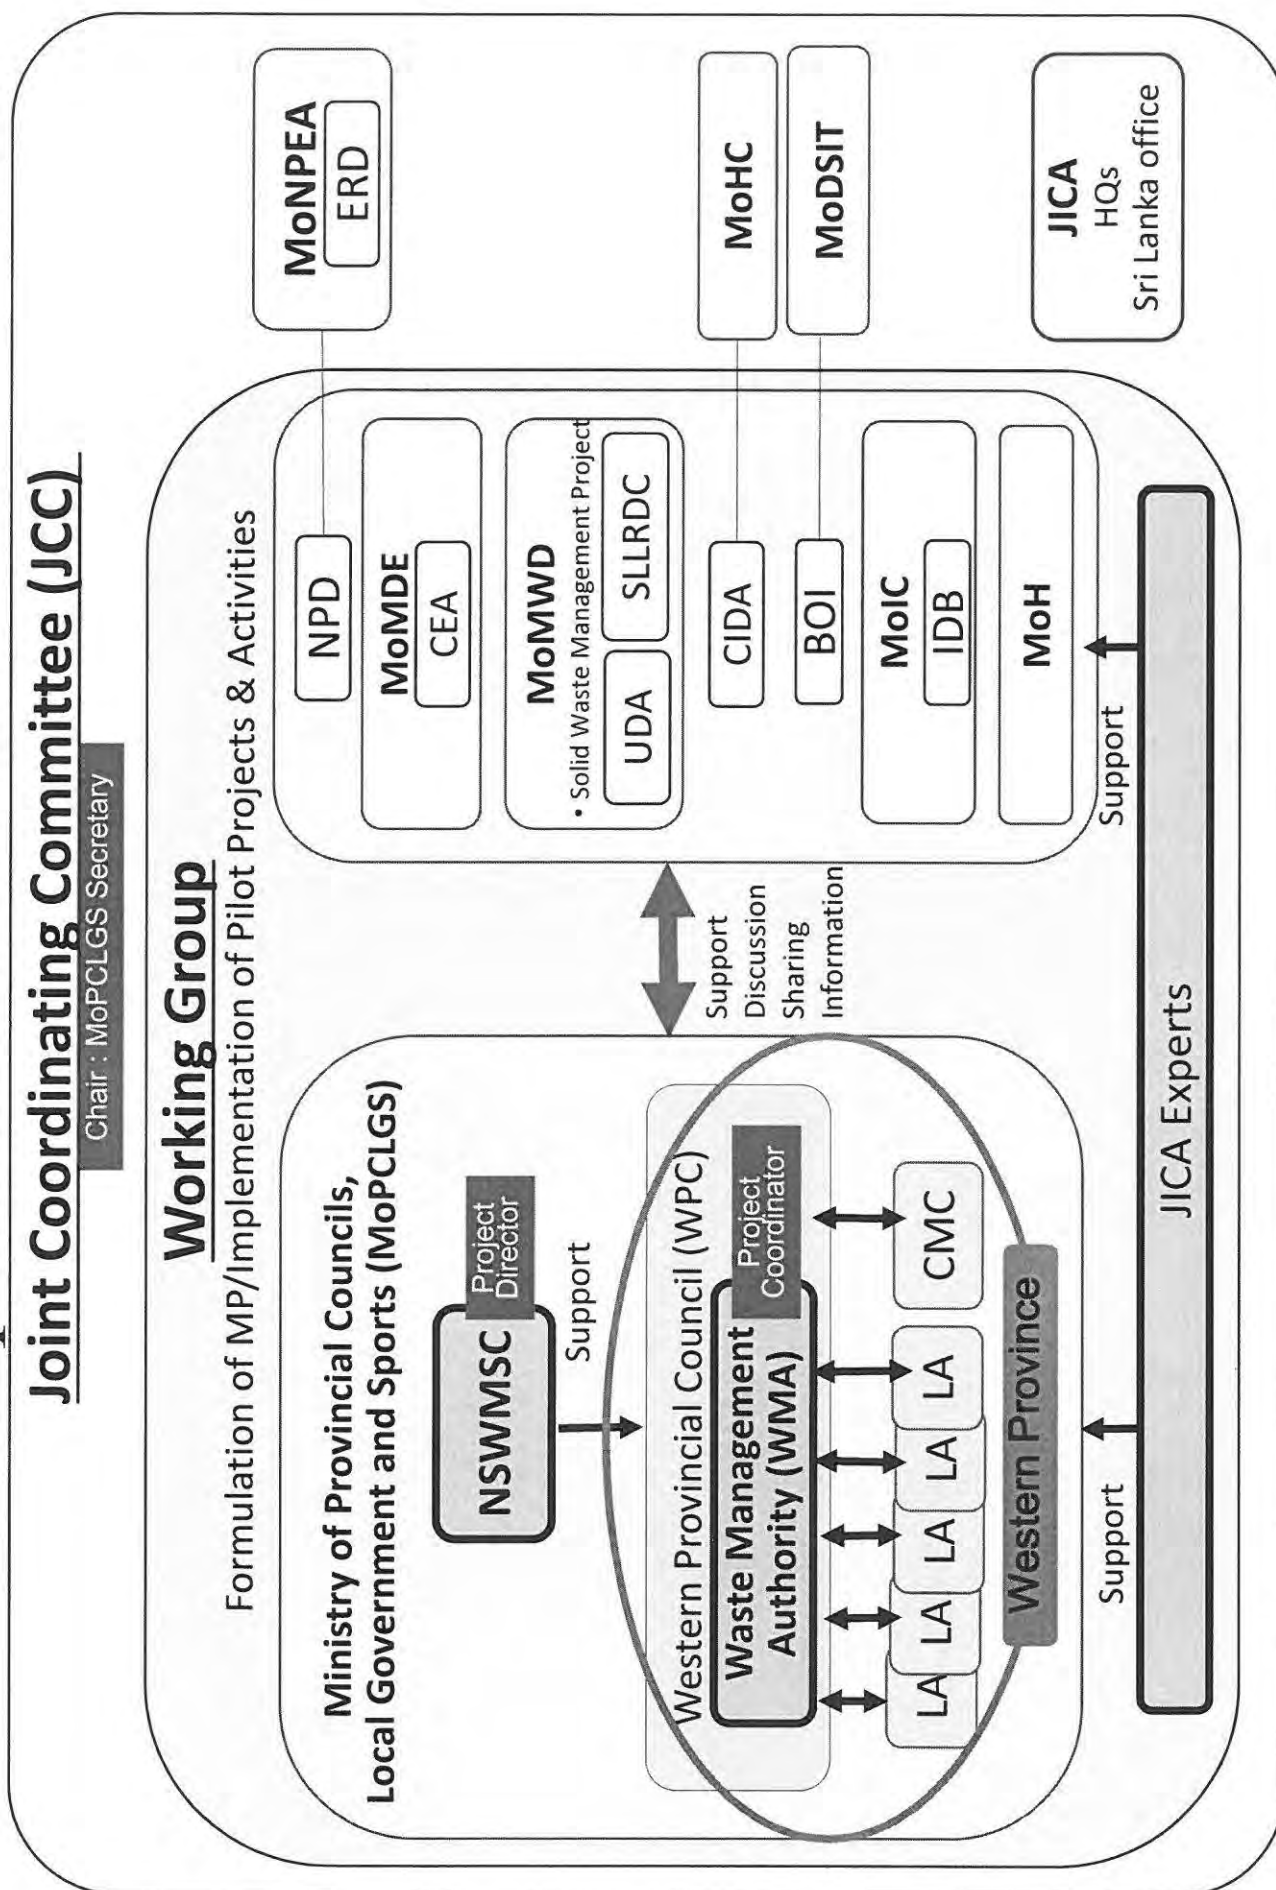 Joint Coordinating Committee (JCC)
Chair : MoPCLGS Secretary
Working Group
Formulation of MP/Implementation of Pilot Projects & Activities
Ministry of Provincial Councils,
Local Government and Sports (MoPCLGS)
NSWMSC
Project
Director
Support
Western Provincial Council (WPC)
Waste Management
Authority (WMA)
Project
Coordinator
LA
LA
LA
LA
LA
CMC
Western Province
Support
Discussion
Sharing
Information
NPD
MoMDE
CEA
MoMWD
• Solid Waste Management Project
UDA
SLLRDC
CIDA
BOI
MoIC
IDB
MoH
MoNPEA
ERD
MoHC
MoDSIT
JICA
HQs
Sri Lanka office
Support
Support
JICA Experts